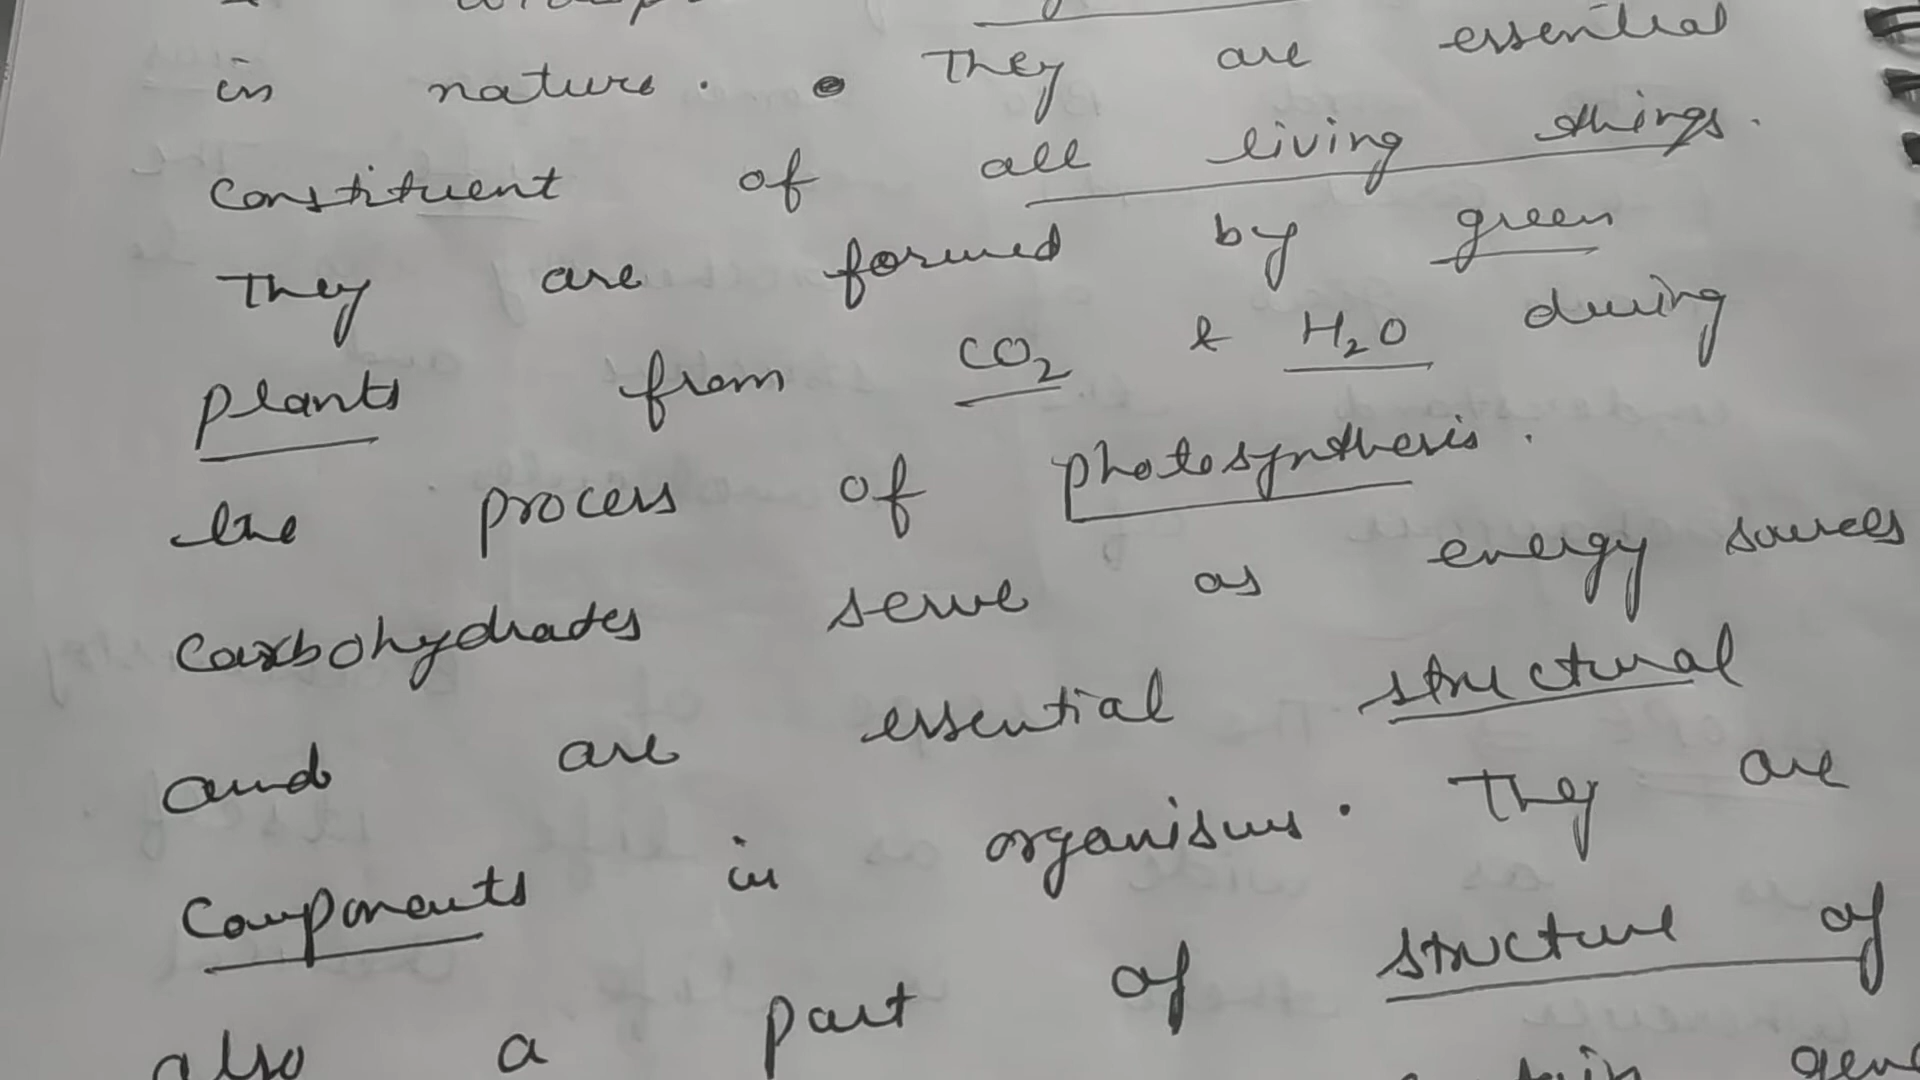 in nature. They are essential
constituent of all living things.
They are formed by green
plants from CO2 & H2O during
the process of photosynthesis.
Carbohydrates serve as energy sources
and are essential structural
components in organisms. They are
also a part of structure of